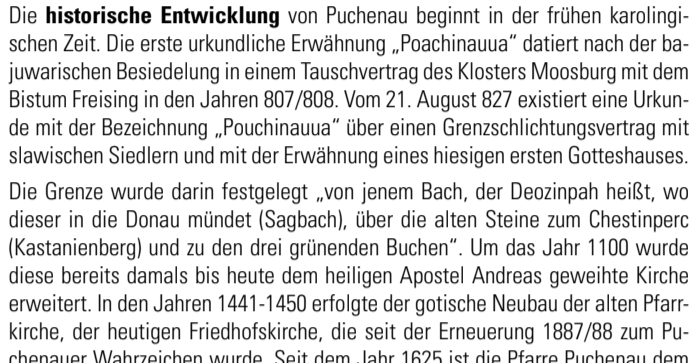 Die historische Entwicklung von Puchenau beginnt in der frühen karolingi-
schen Zeit. Die erste urkundliche Erwähnung „Poachinauua“ datiert nach der ba-
juwarischen Besiedelung in einem Tauschvertrag des Klosters Moosburg mit dem
Bistum Freising in den Jahren 807/808. Vom 21. August 827 existiert eine Urkun-
de mit der Bezeichnung „Pouchinauua“ über einen Grenzschlichtungsvertrag mit
slawischen Siedlern und mit der Erwähnung eines hiesigen ersten Gotteshauses.
Die Grenze wurde darin festgelegt „von jenem Bach, der Deozinpah heißt, wo
dieser in die Donau mündet (Sagbach), über die alten Steine zum Chestinperc
(Kastanienberg) und zu den drei grünenden Buchen“. Um das Jahr 1100 wurde
diese bereits damals bis heute dem heiligen Apostel Andreas geweihte Kirche
erweitert. In den Jahren 1441-1450 erfolgte der gotische Neubau der alten Pfarr-
kirche, der heutigen Friedhofskirche, die seit der Erneuerung 1887/88 zum Pu-
chenauer Wahrzeichen wurde. Seit dem Jahr 1625 ist die Pfarre Puchenau dem